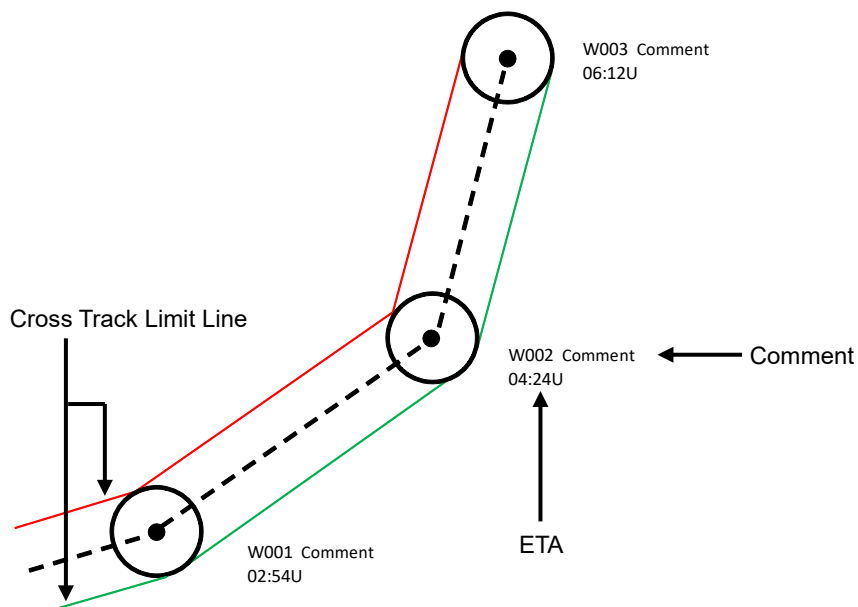 W003 Comment
06:12U
Cross Track Limit Line
W002 Comment
04:24U
Comment
ETA
W001 Comment
02:54U